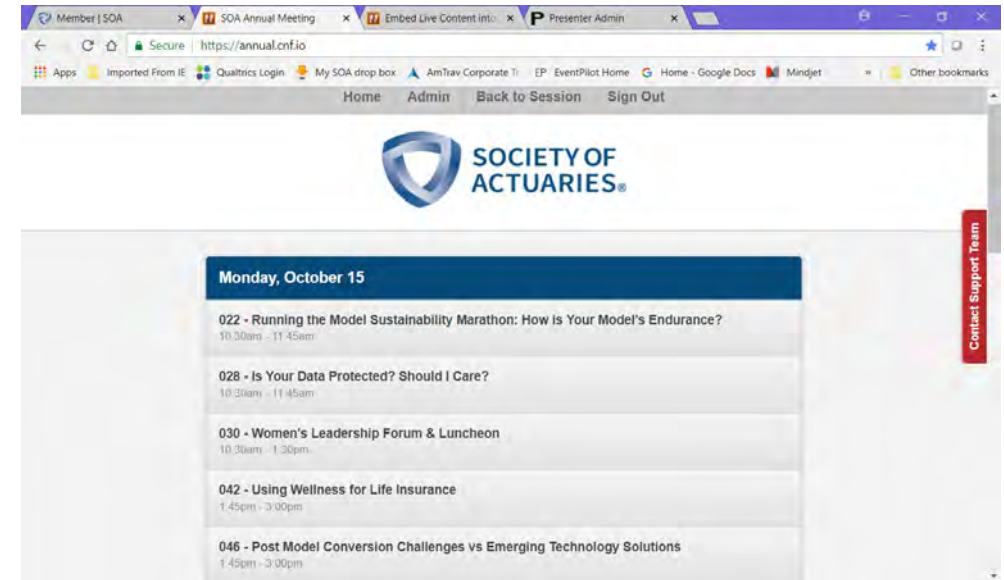 Member | SOA
SOA Annual Meeting
Embed Live Content into
Presenter Admin
Secure https://annual.cnf.io
Apps Imported From IE Qualtrics Login My SOA drop box AmTrav Corporate Tr EP EventPilot Home G Home - Google Docs Mindjet » Other bookmarks
Home Admin Back to Session Sign Out
SOCIETY OF
ACTUARIES®
Contact Support Team
Monday, October 15
022 - Running the Model Sustainability Marathon: How is Your Model's Endurance?
10:30am - 11:45am
028 - Is Your Data Protected? Should I Care?
10:30am - 11:45am
030 - Women's Leadership Forum & Luncheon
10:30am - 1:30pm
042 - Using Wellness for Life Insurance
1:45pm - 3:00pm
046 - Post Model Conversion Challenges vs Emerging Technology Solutions
1:45pm - 3:00pm